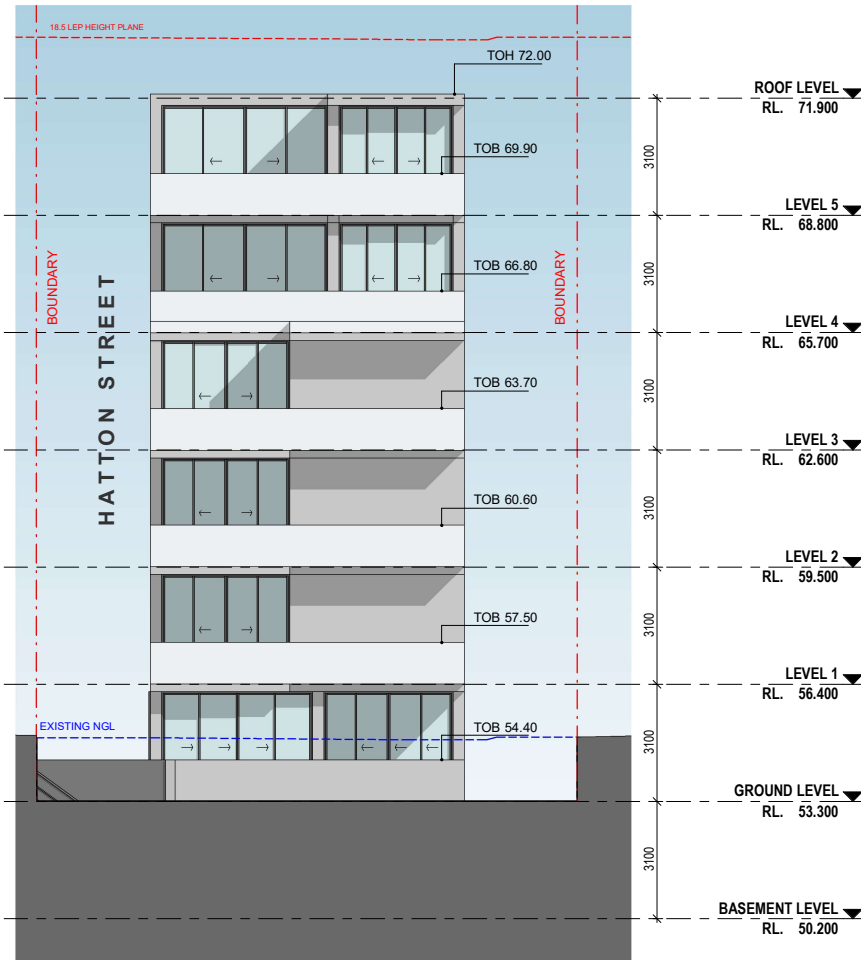 18.5 LEP HEIGHT PLANE
TOH 72.00
ROOF LEVEL
RL. 71.900
3100
TOB 69.90
LEVEL 5
RL. 68.800
BOUNDARY
HATTON STREET
3100
TOB 66.80
BOUNDARY
LEVEL 4
RL. 65.700
3100
TOB 63.70
LEVEL 3
RL. 62.600
3100
TOB 60.60
LEVEL 2
RL. 59.500
3100
TOB 57.50
LEVEL 1
RL. 56.400
EXISTING NGL
3100
TOB 54.40
GROUND LEVEL
RL. 53.300
3100
BASEMENT LEVEL
RL. 50.200